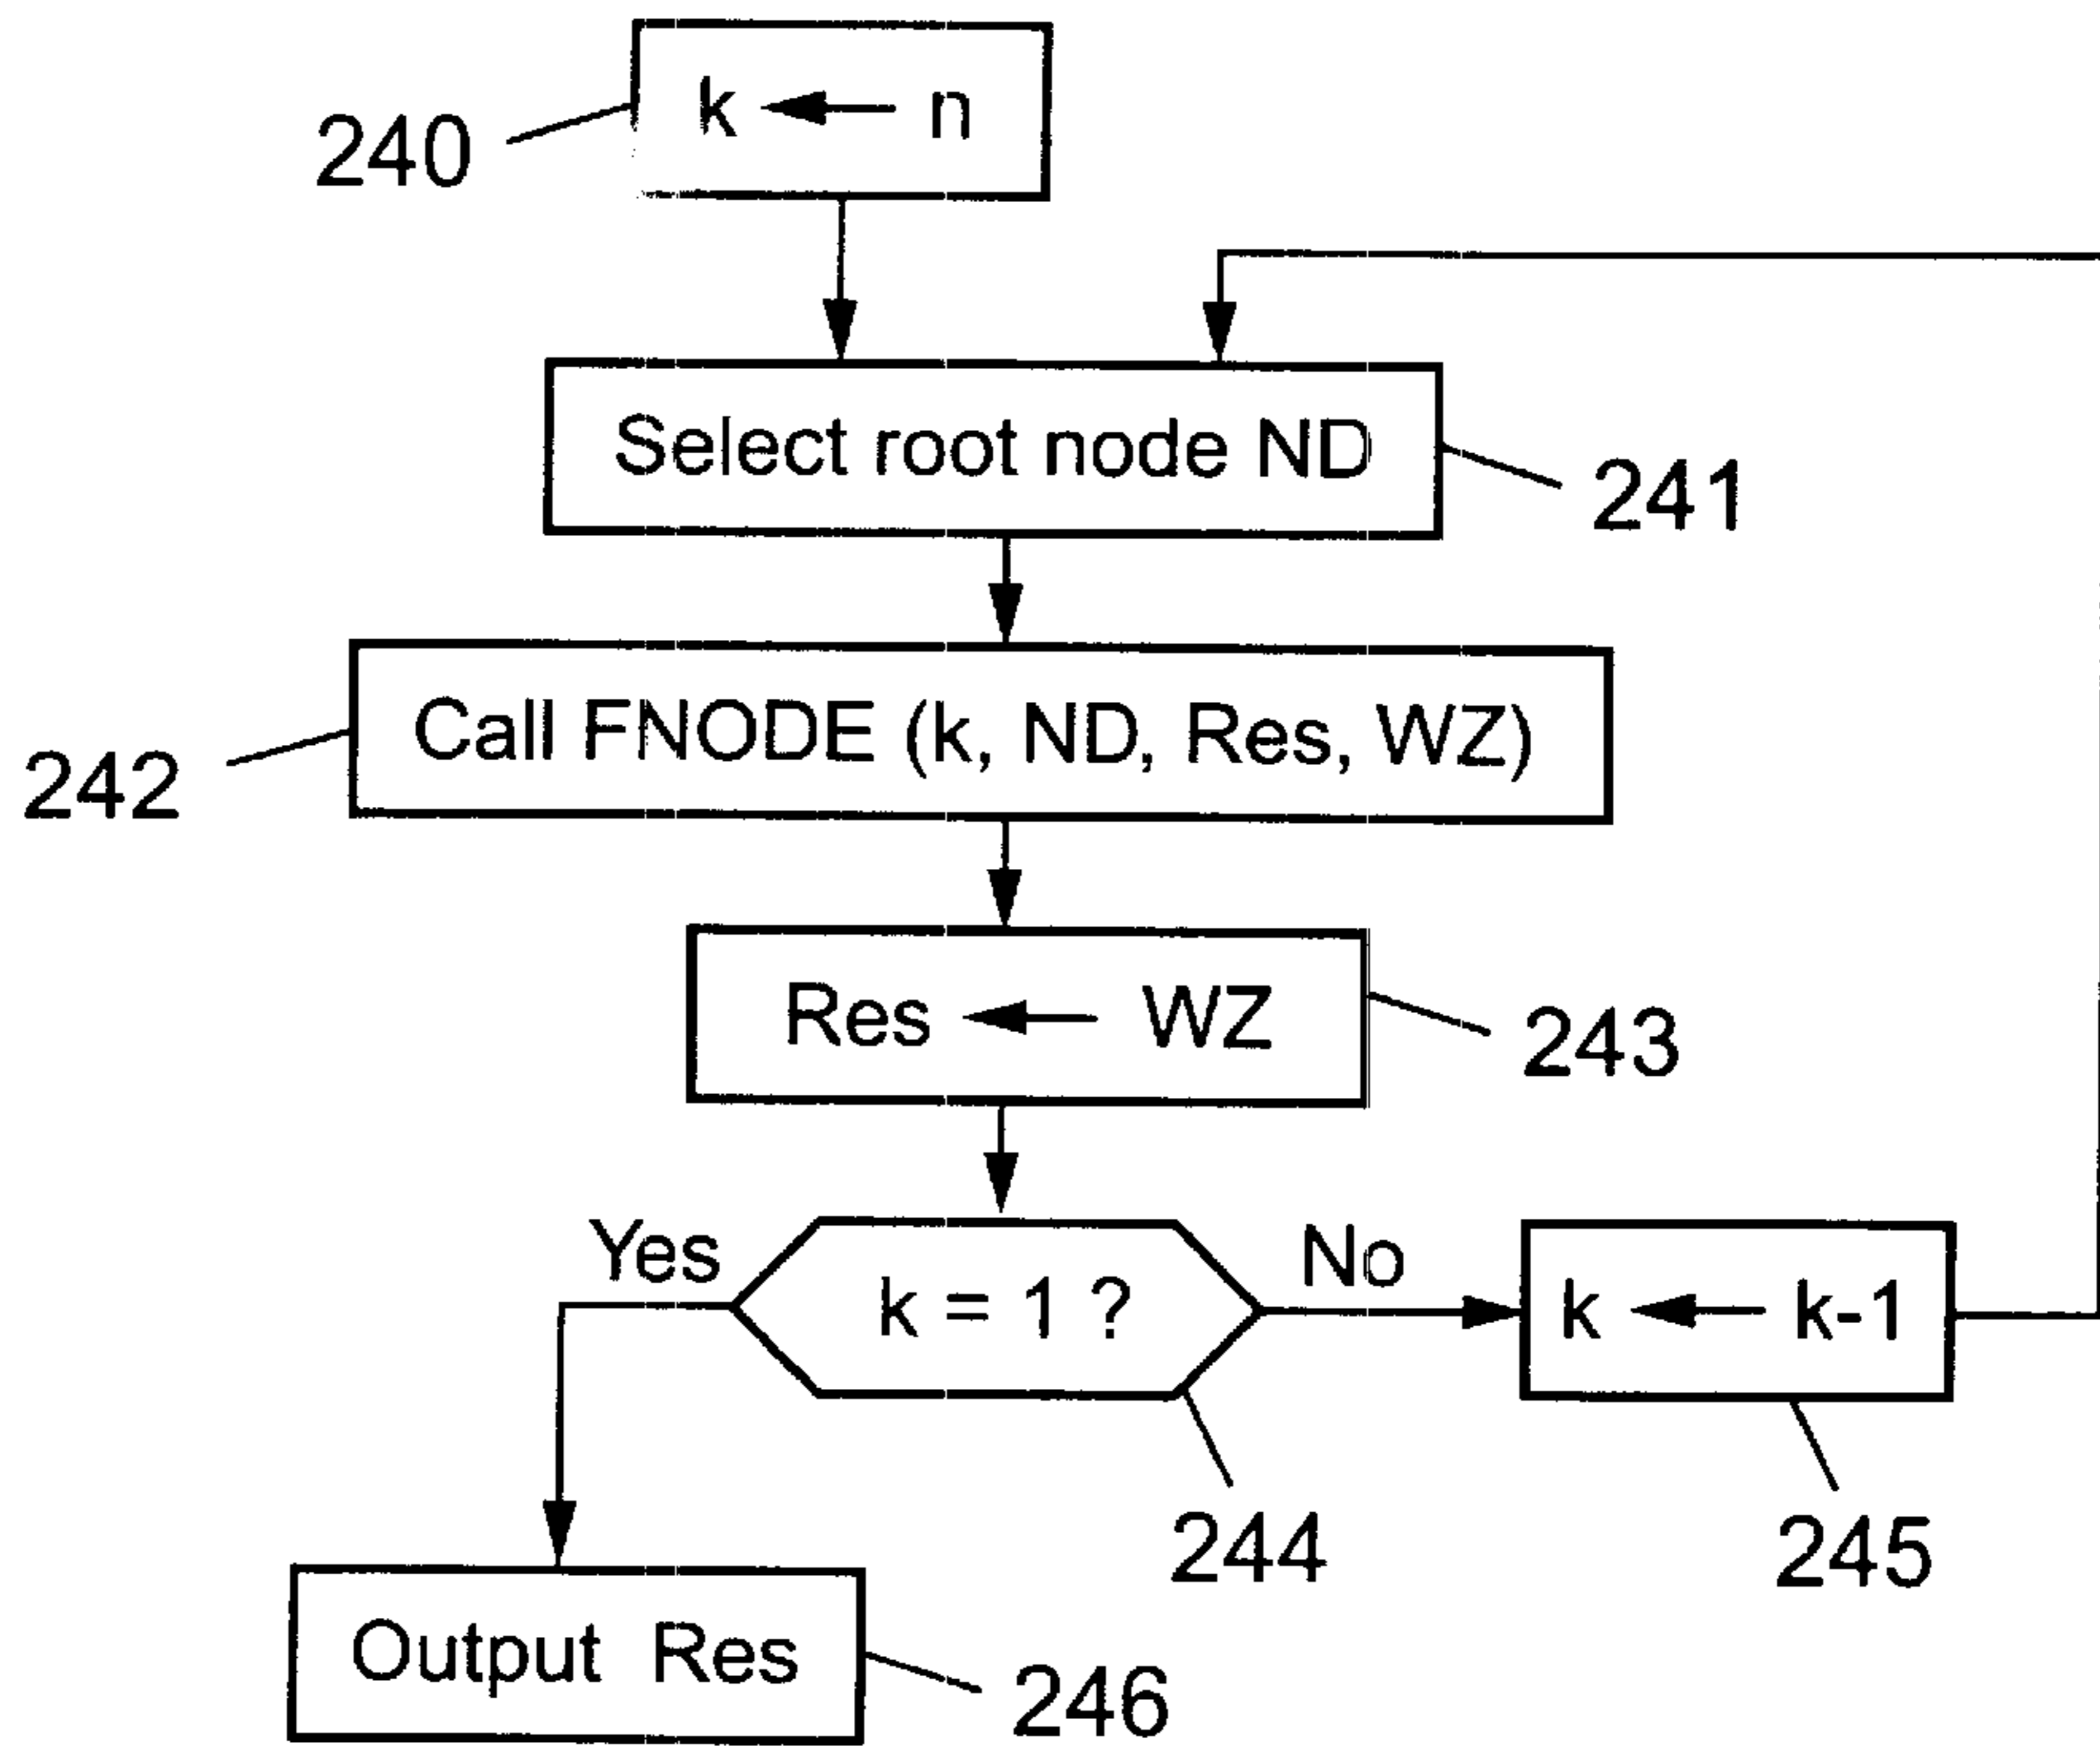 k ← n
240
Select root node ND
241
Call FNODE (k, ND, Res, WZ)
242
Res ← WZ
243
Yes
k = 1 ?
No
k ← k-1
244
245
Output Res
246